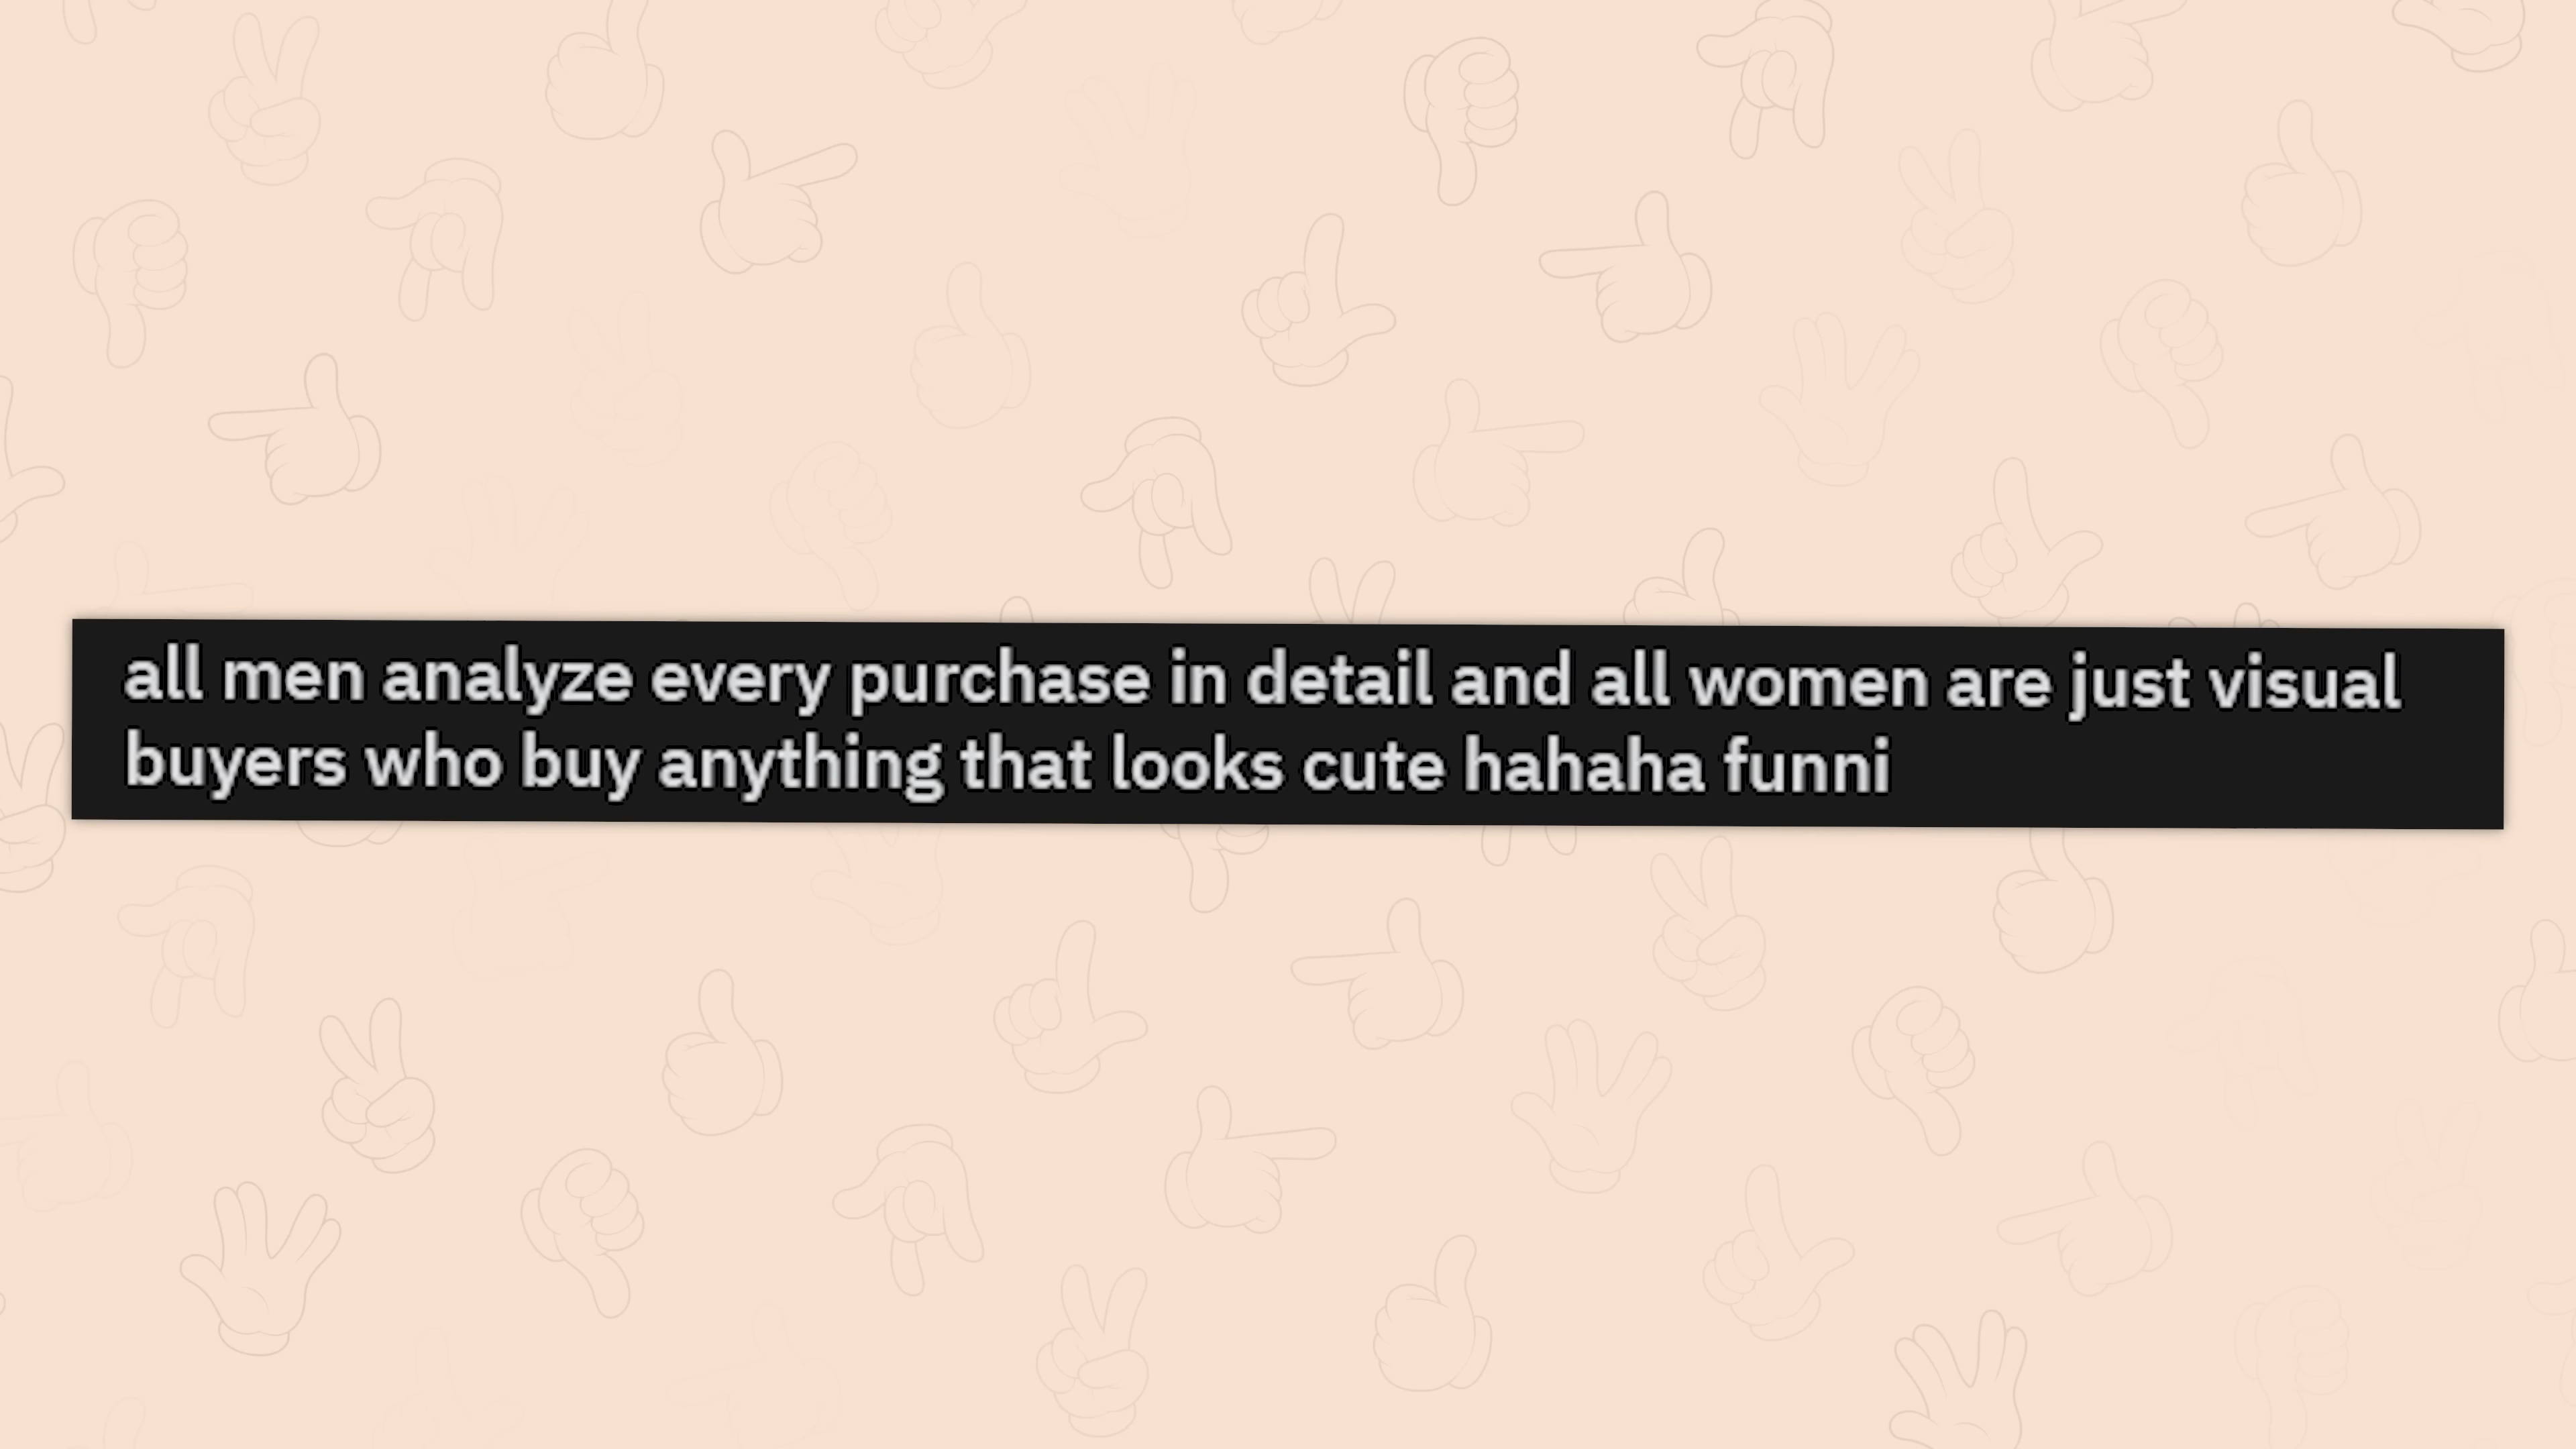 all men analyze every purchase in detail and all women are just visual
buyers who buy anything that looks cute hahaha funni